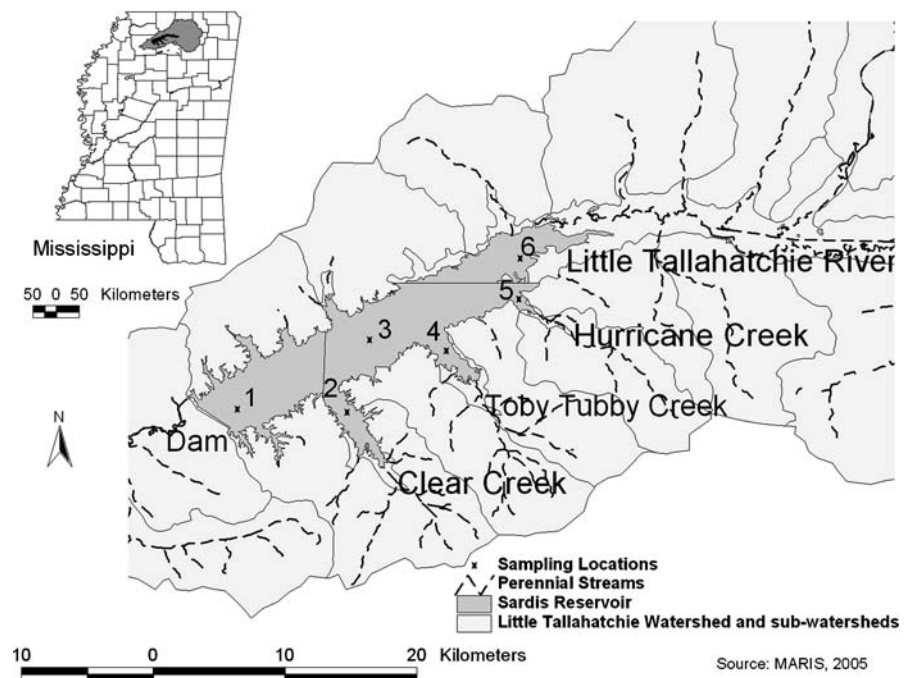 Mississippi
50 0 50 Kilometers
N
6
Little Tallahatchie River
5
Hurricane Creek
3
4
1
2
Toby Tubby Creek
Dam
Clear Creek
Sampling Locations
Perennial Streams
Sardis Reservoir
Little Tallahatchie Watershed and sub-watersheds
10 0 10 20 Kilometers
Source: MARIS, 2005